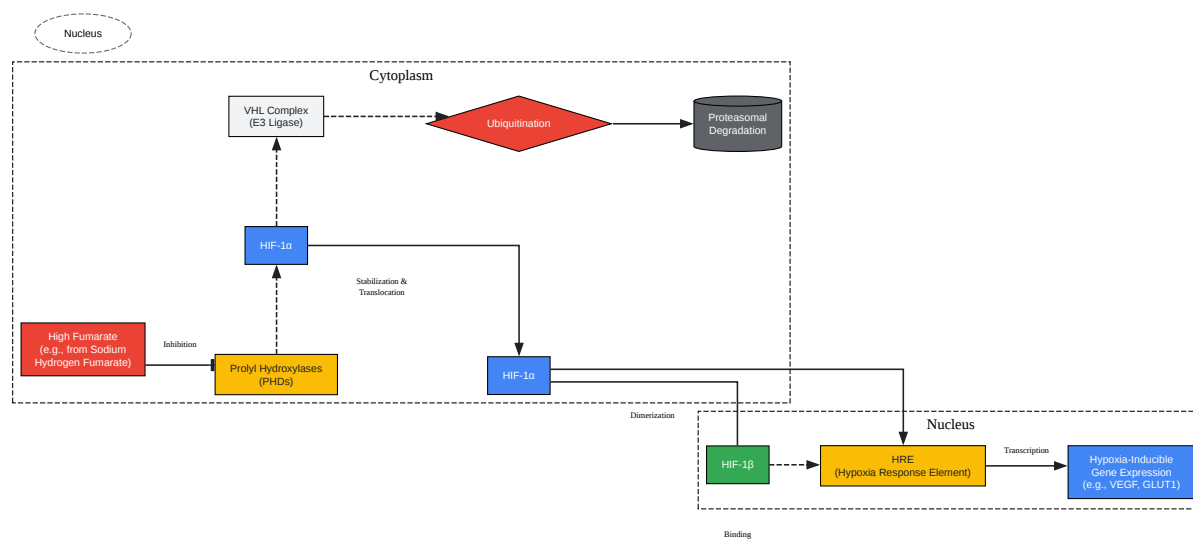 Nucleus
Cytoplasm
VHL Complex
(E3 Ligase)
Ubiquitination
Proteasomal
Degradation
HIF-1α
Stabilization &
Translocation
High Fumarate
(e.g., from Sodium
Hydrogen Fumarate)
Inhibition
Prolyl Hydroxylases
(PHDs)
HIF-1α
Dimerization
Nucleus
HIF-1β
HRE
(Hypoxia Response Element)
Transcription
Hypoxia-Inducible
Gene Expression
(e.g., VEGF, GLUT1)
Binding